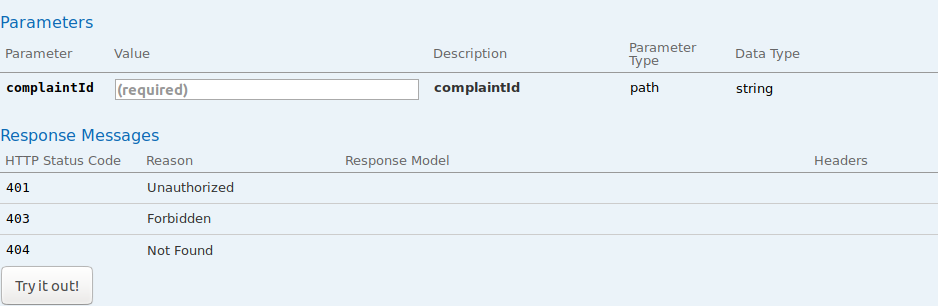 Parameters
Parameter Value Description Parameter Type Data Type
complaintId (required) complaintId path string
Response Messages
HTTP Status Code Reason Response Model Headers
401 Unauthorized
403 Forbidden
404 Not Found
Try it out!